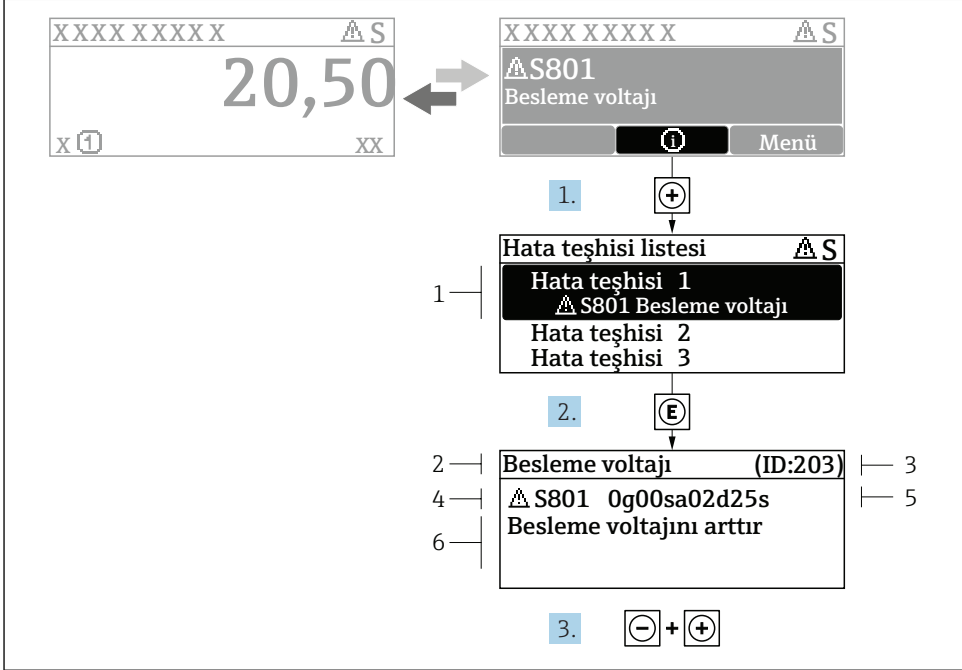 XXXX XXXXX S
20,50
X 1 XX
XXXX XXXXX S
S801
Besleme voltajı
i Menü
1. +
Hata teşhisi listesi S
1
Hata teşhisi 1
S801 Besleme voltajı
Hata teşhisi 2
Hata teşhisi 3
2. E
2 Besleme voltajı (ID:203) 3
4 S801 0g00sa02d25s 5
6 Besleme voltajını arttır
3. - + +